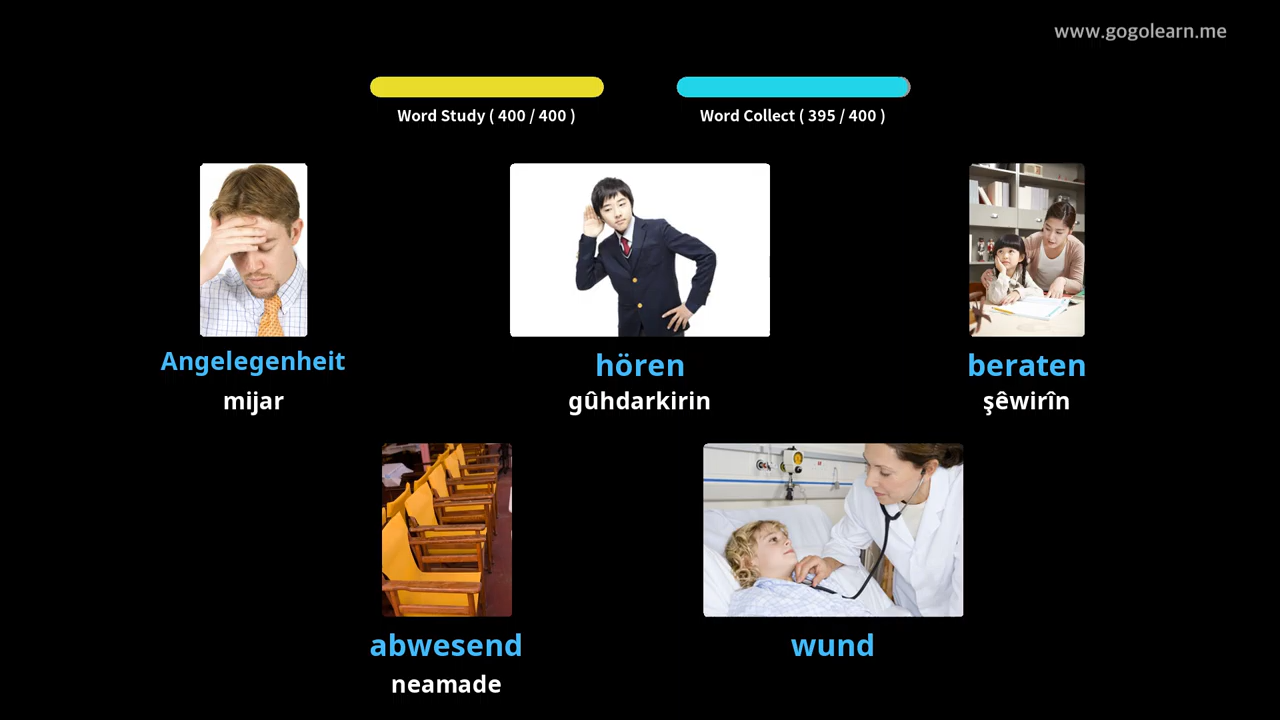 www.gogolearn.me
Word Study ( 400 / 400 )
Word Collect ( 395 / 400 )
Angelegenheit
mijar
hören
gûhdarkirin
beraten
şêwirîn
abwesend
neamade
wund